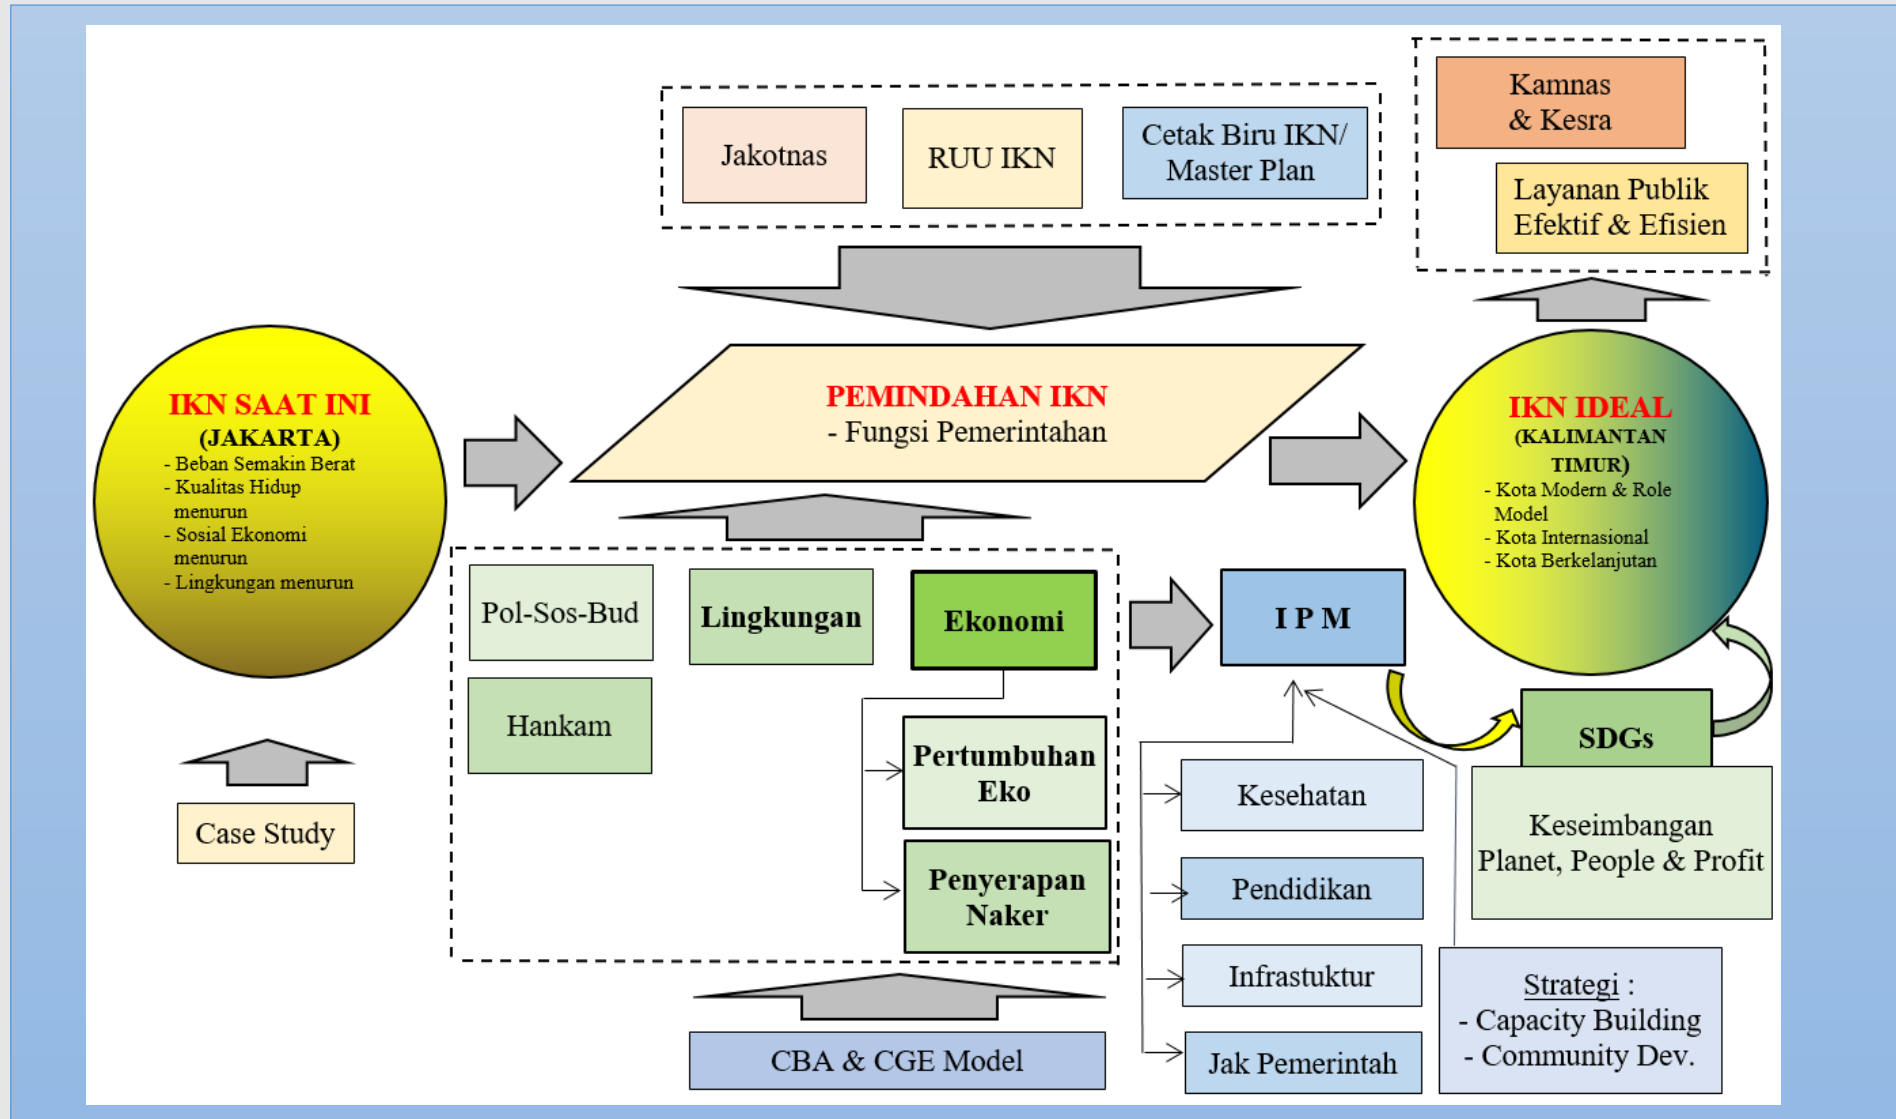 Kamnas
& Kesra
Layanan Publik
Efektif & Efisien
Jakotnas
RUU IKN
Cetak Biru IKN/
Master Plan
IKN SAAT INI
(JAKARTA)
- Beban Semakin Berat
- Kualitas Hidup
menurun
- Sosial Ekonomi
menurun
- Lingkungan menurun
PEMINDAHAN IKN
- Fungsi Pemerintahan
IKN IDEAL
(KALIMANTAN
TIMUR)
- Kota Modern & Role
Model
- Kota Internasional
- Kota Berkelanjutan
Case Study
Pol-Sos-Bud
Lingkungan
Ekonomi
Hankam
Pertumbuhan
Eko
Penyerapan
Naker
CBA & CGE Model
I P M
Kesehatan
Pendidikan
Infrastuktur
Jak Pemerintah
SDGs
Keseimbangan
Planet, People & Profit
Strategi :
- Capacity Building
- Community Dev.